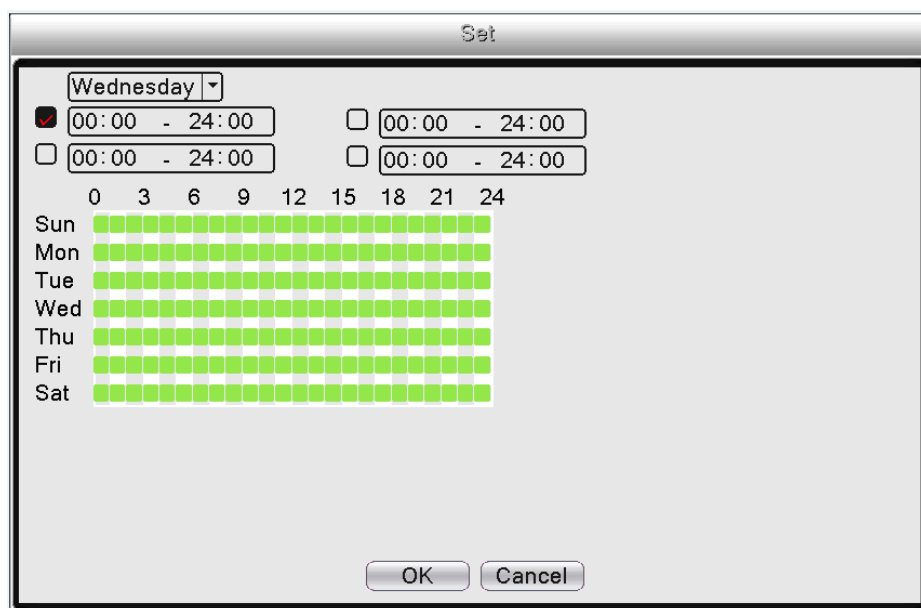 Set
Wednesday
00:00 - 24:00 00:00 - 24:00
00:00 - 24:00 00:00 - 24:00
0 3 6 9 12 15 18 21 24
Sun
Mon
Tue
Wed
Thu
Fri
Sat
OK Cancel